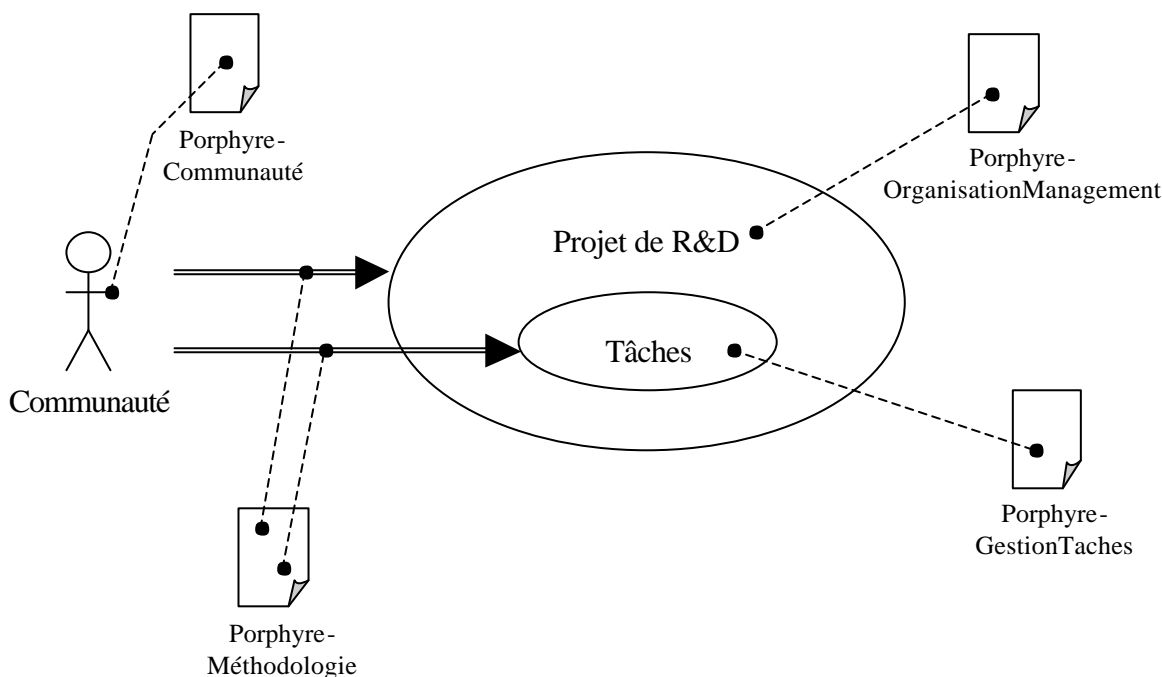 Porphyre-
Communauté
Porphyre-
OrganisationManagement
Projet de R&D
Tâches
Communauté
Porphyre-
GestionTaches
Porphyre-
Méthodologie